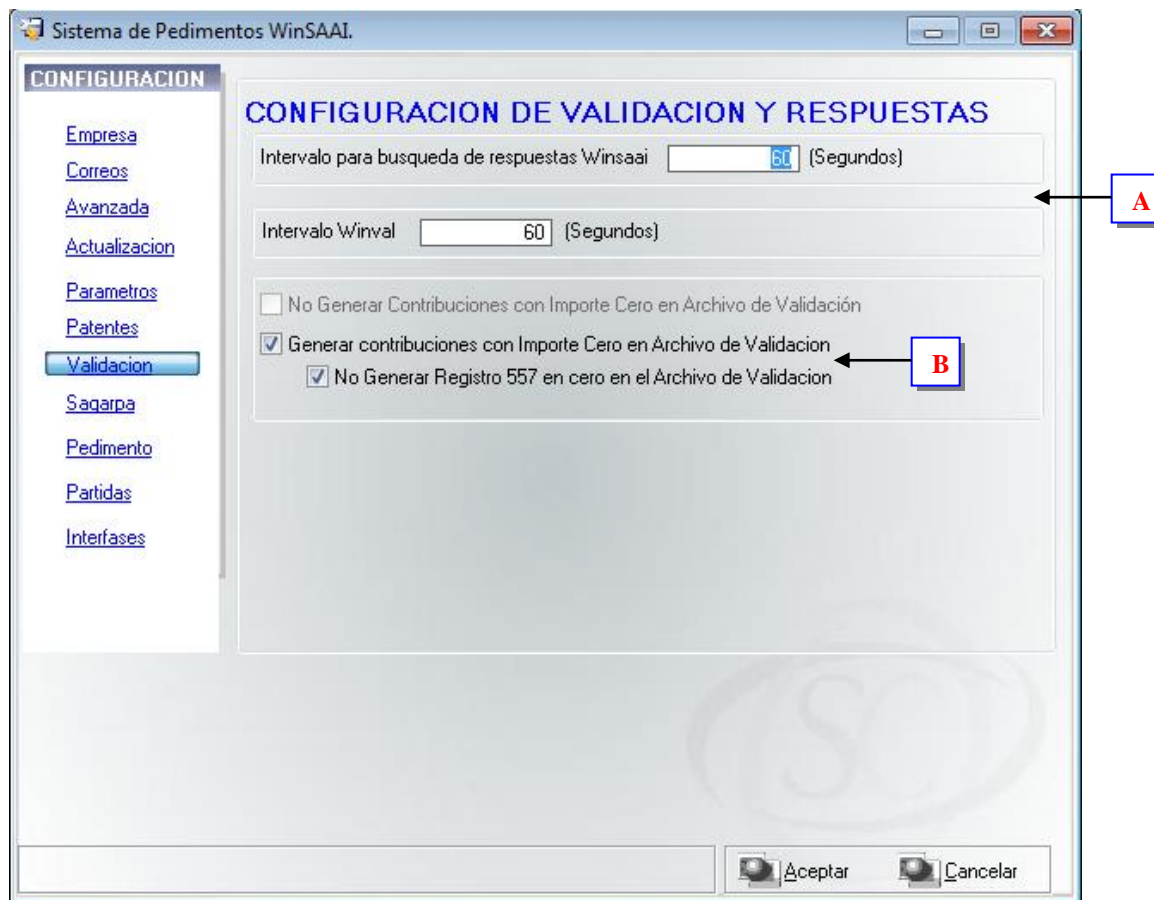 Sistema de Pedimentos WinSAAI.
CONFIGURACION
Empresa
Correos
Avanzada
Actualizacion
Parametros
Patentes
Validacion
Sagarpa
Pedimento
Partidas
Interfases
CONFIGURACION DE VALIDACION Y RESPUESTAS
Intervalo para busqueda de respuestas Winsaai 60 (Segundos)
A
Intervalo Winval 60 (Segundos)
No Generar Contribuciones con Importe Cero en Archivo de Validación
Generar contribuciones con Importe Cero en Archivo de Validacion
B
No Generar Registro 557 en cero en el Archivo de Validacion
SCI
Aceptar Cancelar